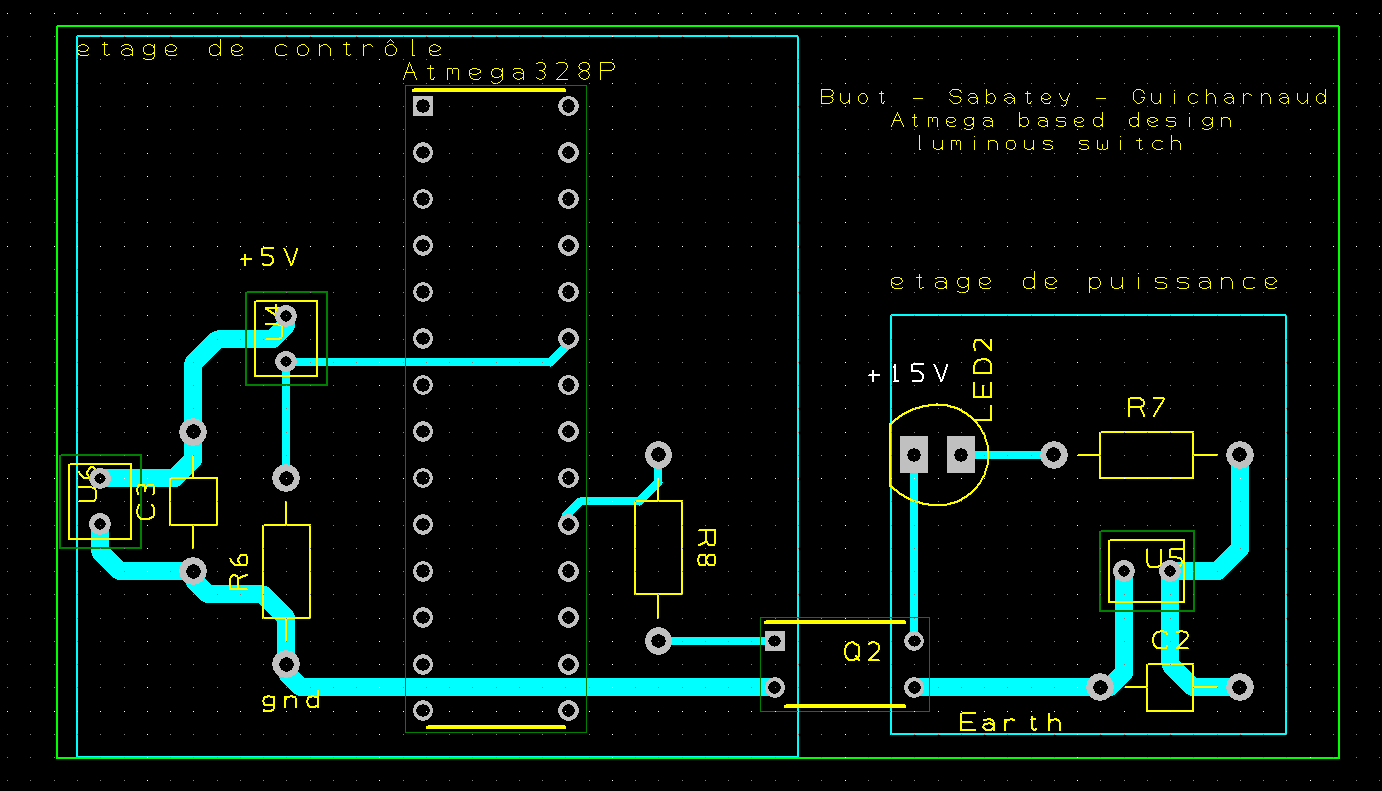 etage de contrôle
Atmega328P
Buot - Sabatey - Guicharnaud
Atmega based design
luminous switch
+5V
U4
etage de puissance
+15V
LED2
R7
U6
C3
R6
R8
U5
Q2
C2
gnd
Earth